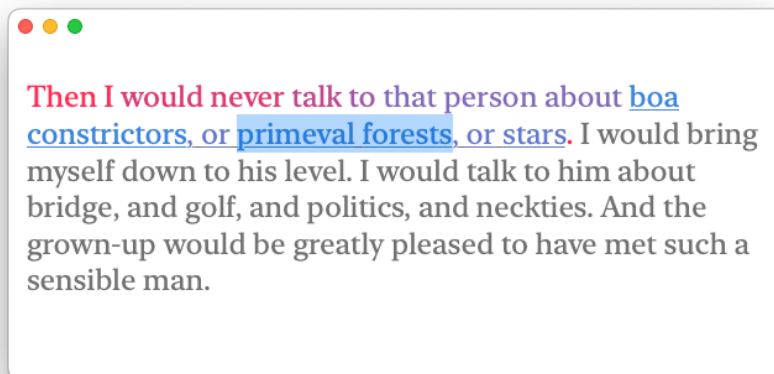 Then I would never talk to that person about boa
constrictors, or primeval forests, or stars. I would bring
myself down to his level. I would talk to him about
bridge, and golf, and politics, and neckties. And the
grown-up would be greatly pleased to have met such a
sensible man.